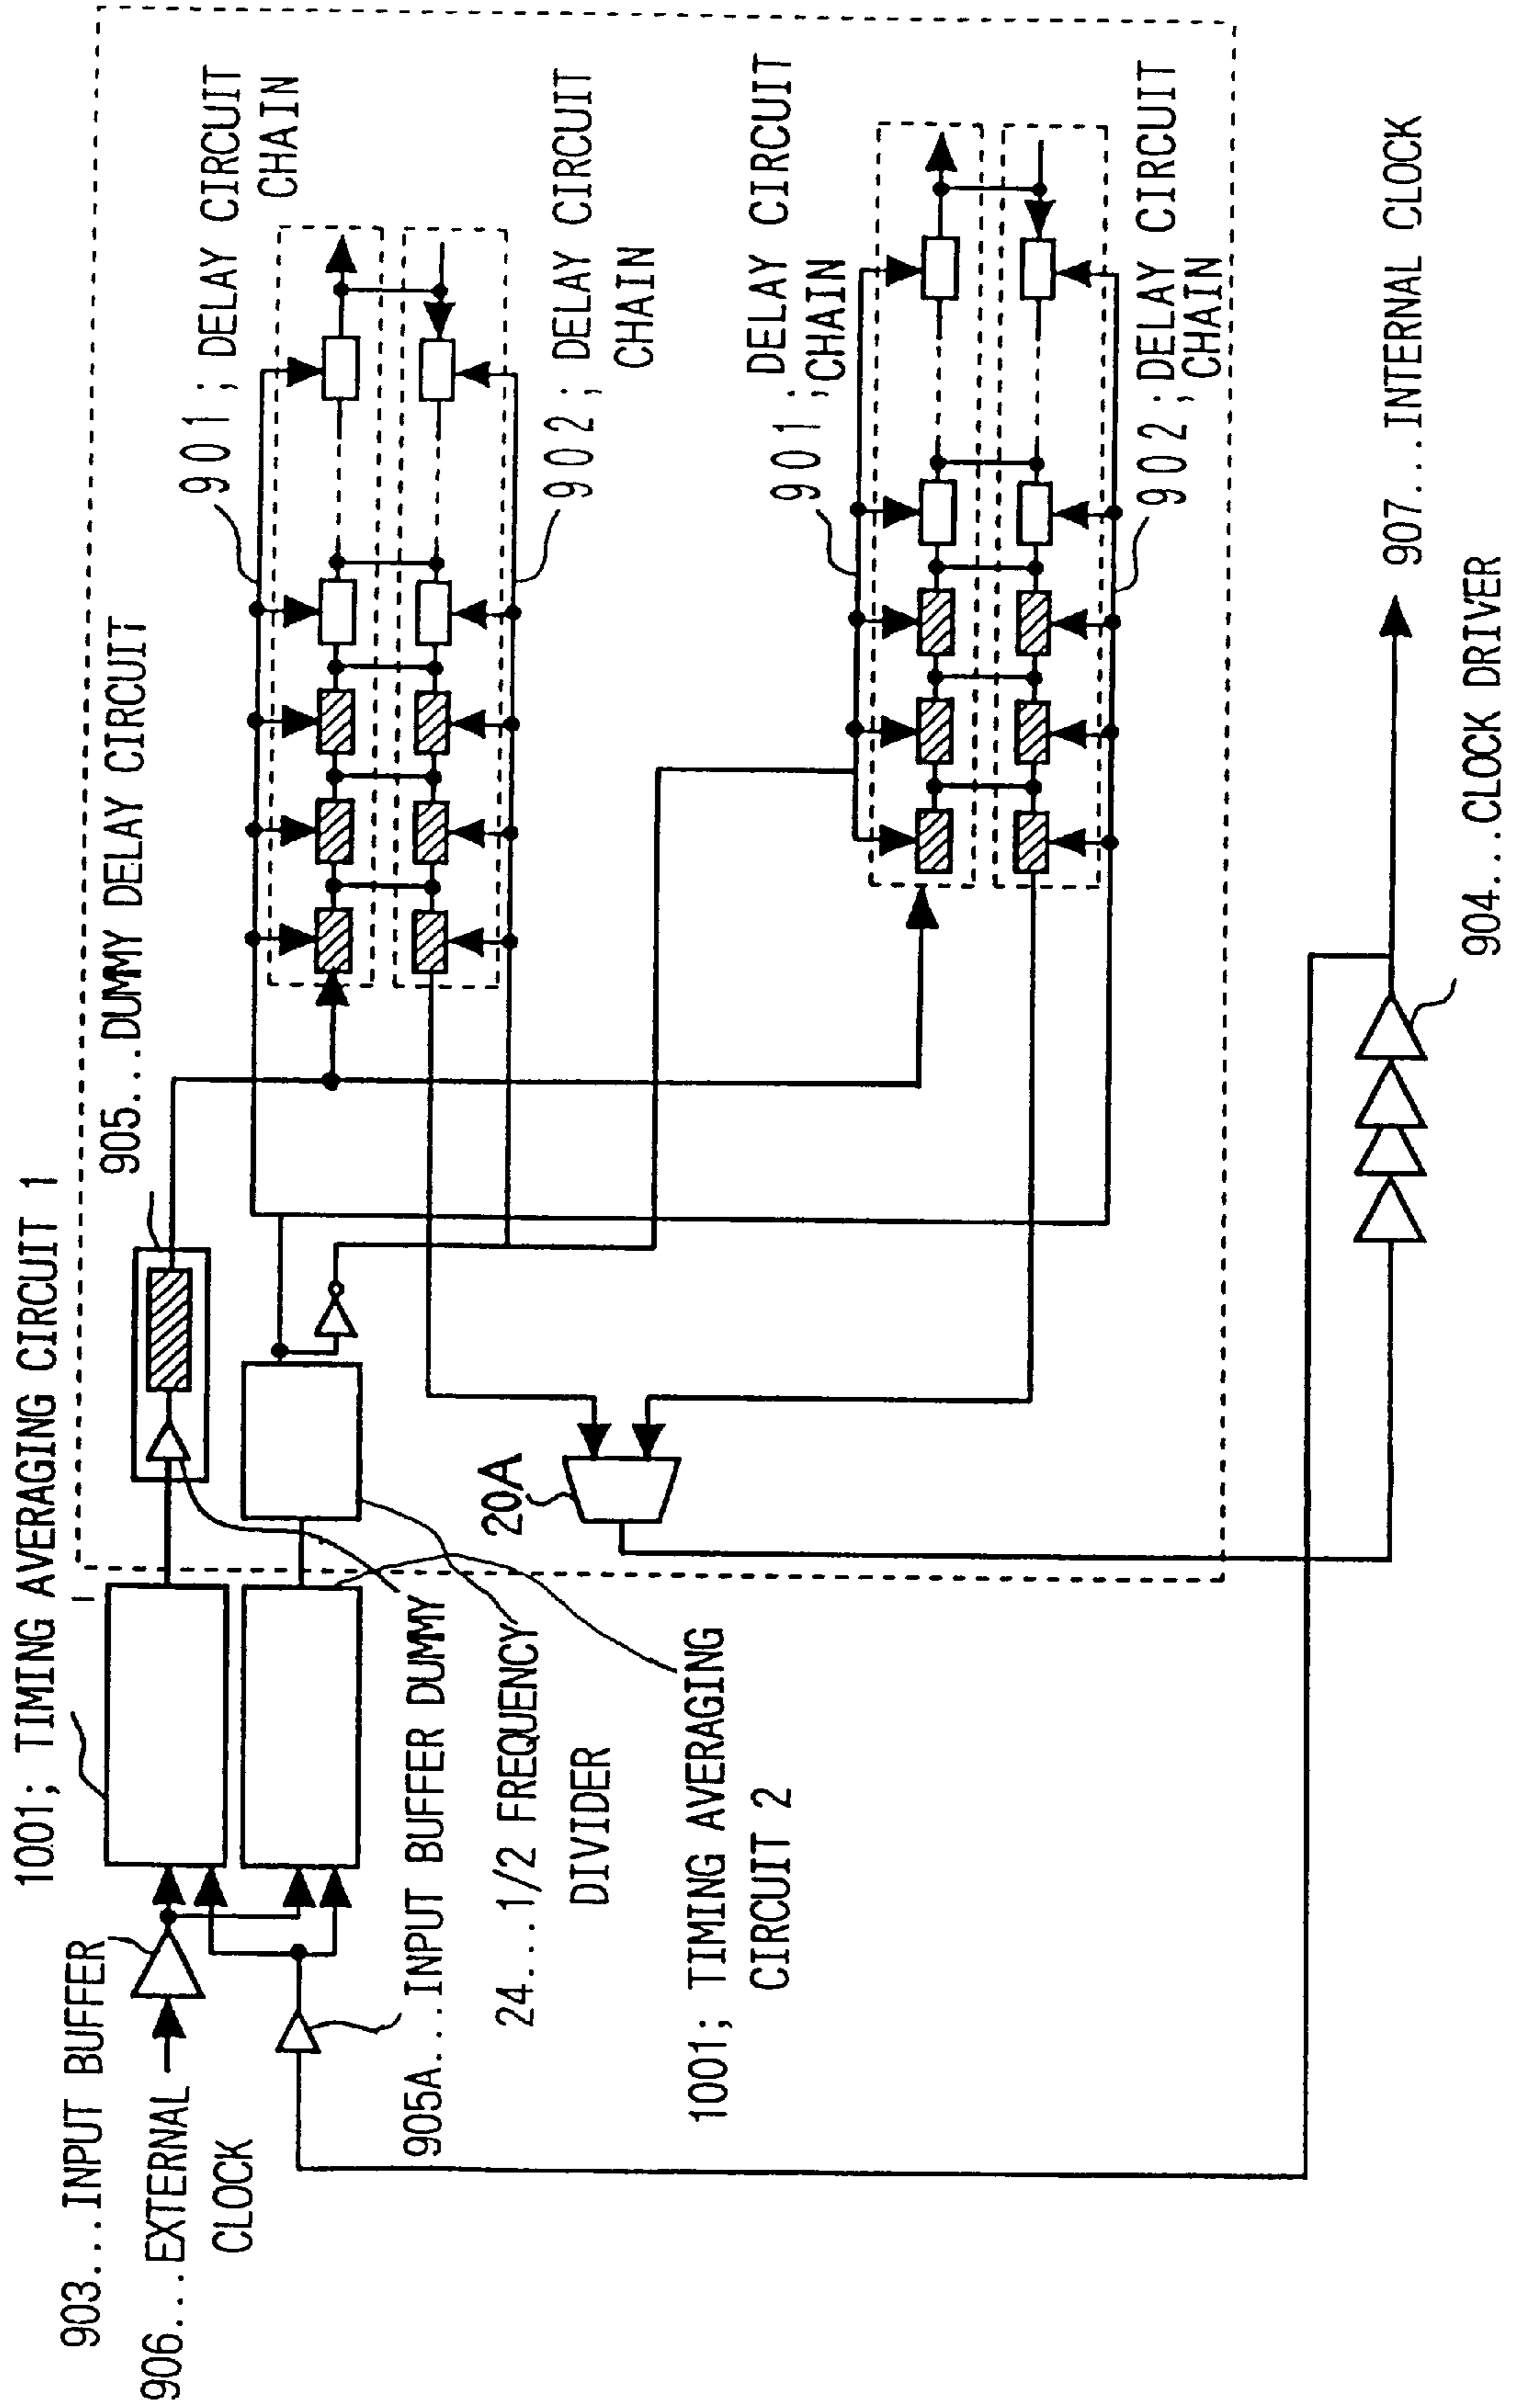 1001; TIMING AVERAGING CIRCUIT 1
903...INPUT BUFFER
906...EXTERNAL
CLOCK
905...DUMMY DELAY CIRCUIT
901; DELAY CIRCUIT
CHAIN
902; DELAY CIRCUIT
CHAIN
905A...INPUT BUFFER DUMMY
24...1/2 FREQUENCY
DIVIDER
20A
1001; TIMING AVERAGING
CIRCUIT 2
901; DELAY CIRCUIT
CHAIN
902; DELAY CIRCUIT
CHAIN
907...INTERNAL CLOCK
904...CLOCK DRIVER